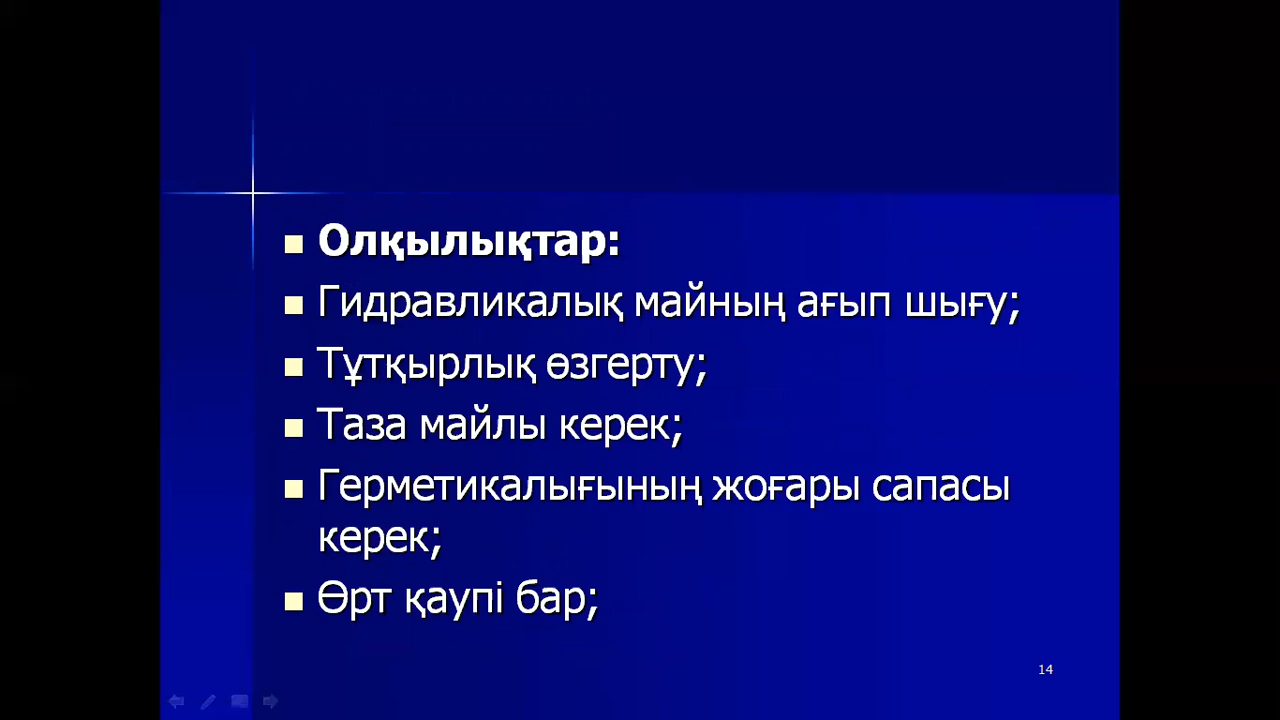 Олқылықтар:
Гидравликалық майның ағып шығу;
Тұтқырлық өзгерту;
Таза майлы керек;
Герметикалығының жоғары сапасы
керек;
Өрт қаупі бар;
14